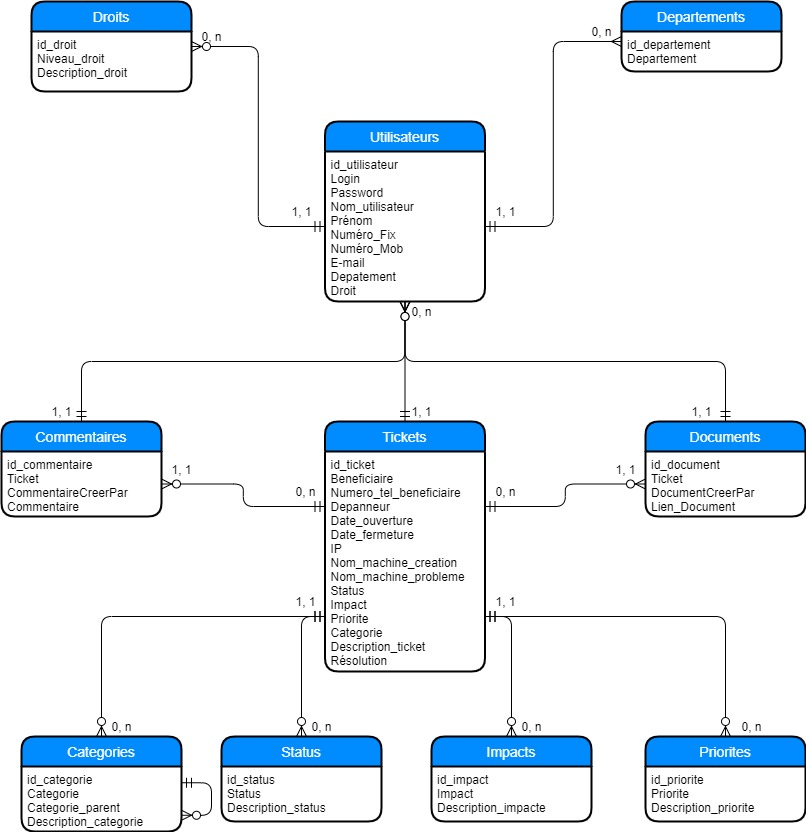 Droits
id_droit
Niveau_droit
Description_droit
0, n
Departements
id_departement
Departement
0, n
Utilisateurs
id_utilisateur
Login
Password
Nom_utilisateur
Prénom
Numéro_Fix
Numéro_Mob
E-mail
Depatement
Droit
1, 1
1, 1
0, n
1, 1
1, 1
1, 1
Commentaires
id_commentaire
Ticket
CommentaireCreerPar
Commentaire
1, 1
0, n
Tickets
id_ticket
Beneficiaire
Numero_tel_beneficiaire
Depanneur
Date_ouverture
Date_fermeture
IP
Nom_machine_creation
Nom_machine_probleme
Status
Impact
Priorite
Categorie
Description_ticket
Résolution
0, n
1, 1
Documents
id_document
Ticket
DocumentCreerPar
Lien_Document
1, 1
1, 1
0, n
0, n
0, n
0, n
Categories
id_categorie
Categorie
Categorie_parent
Description_categorie
Status
id_status
Status
Description_status
Impacts
id_impact
Impact
Description_impacte
Priorites
id_priorite
Priorite
Description_priorite